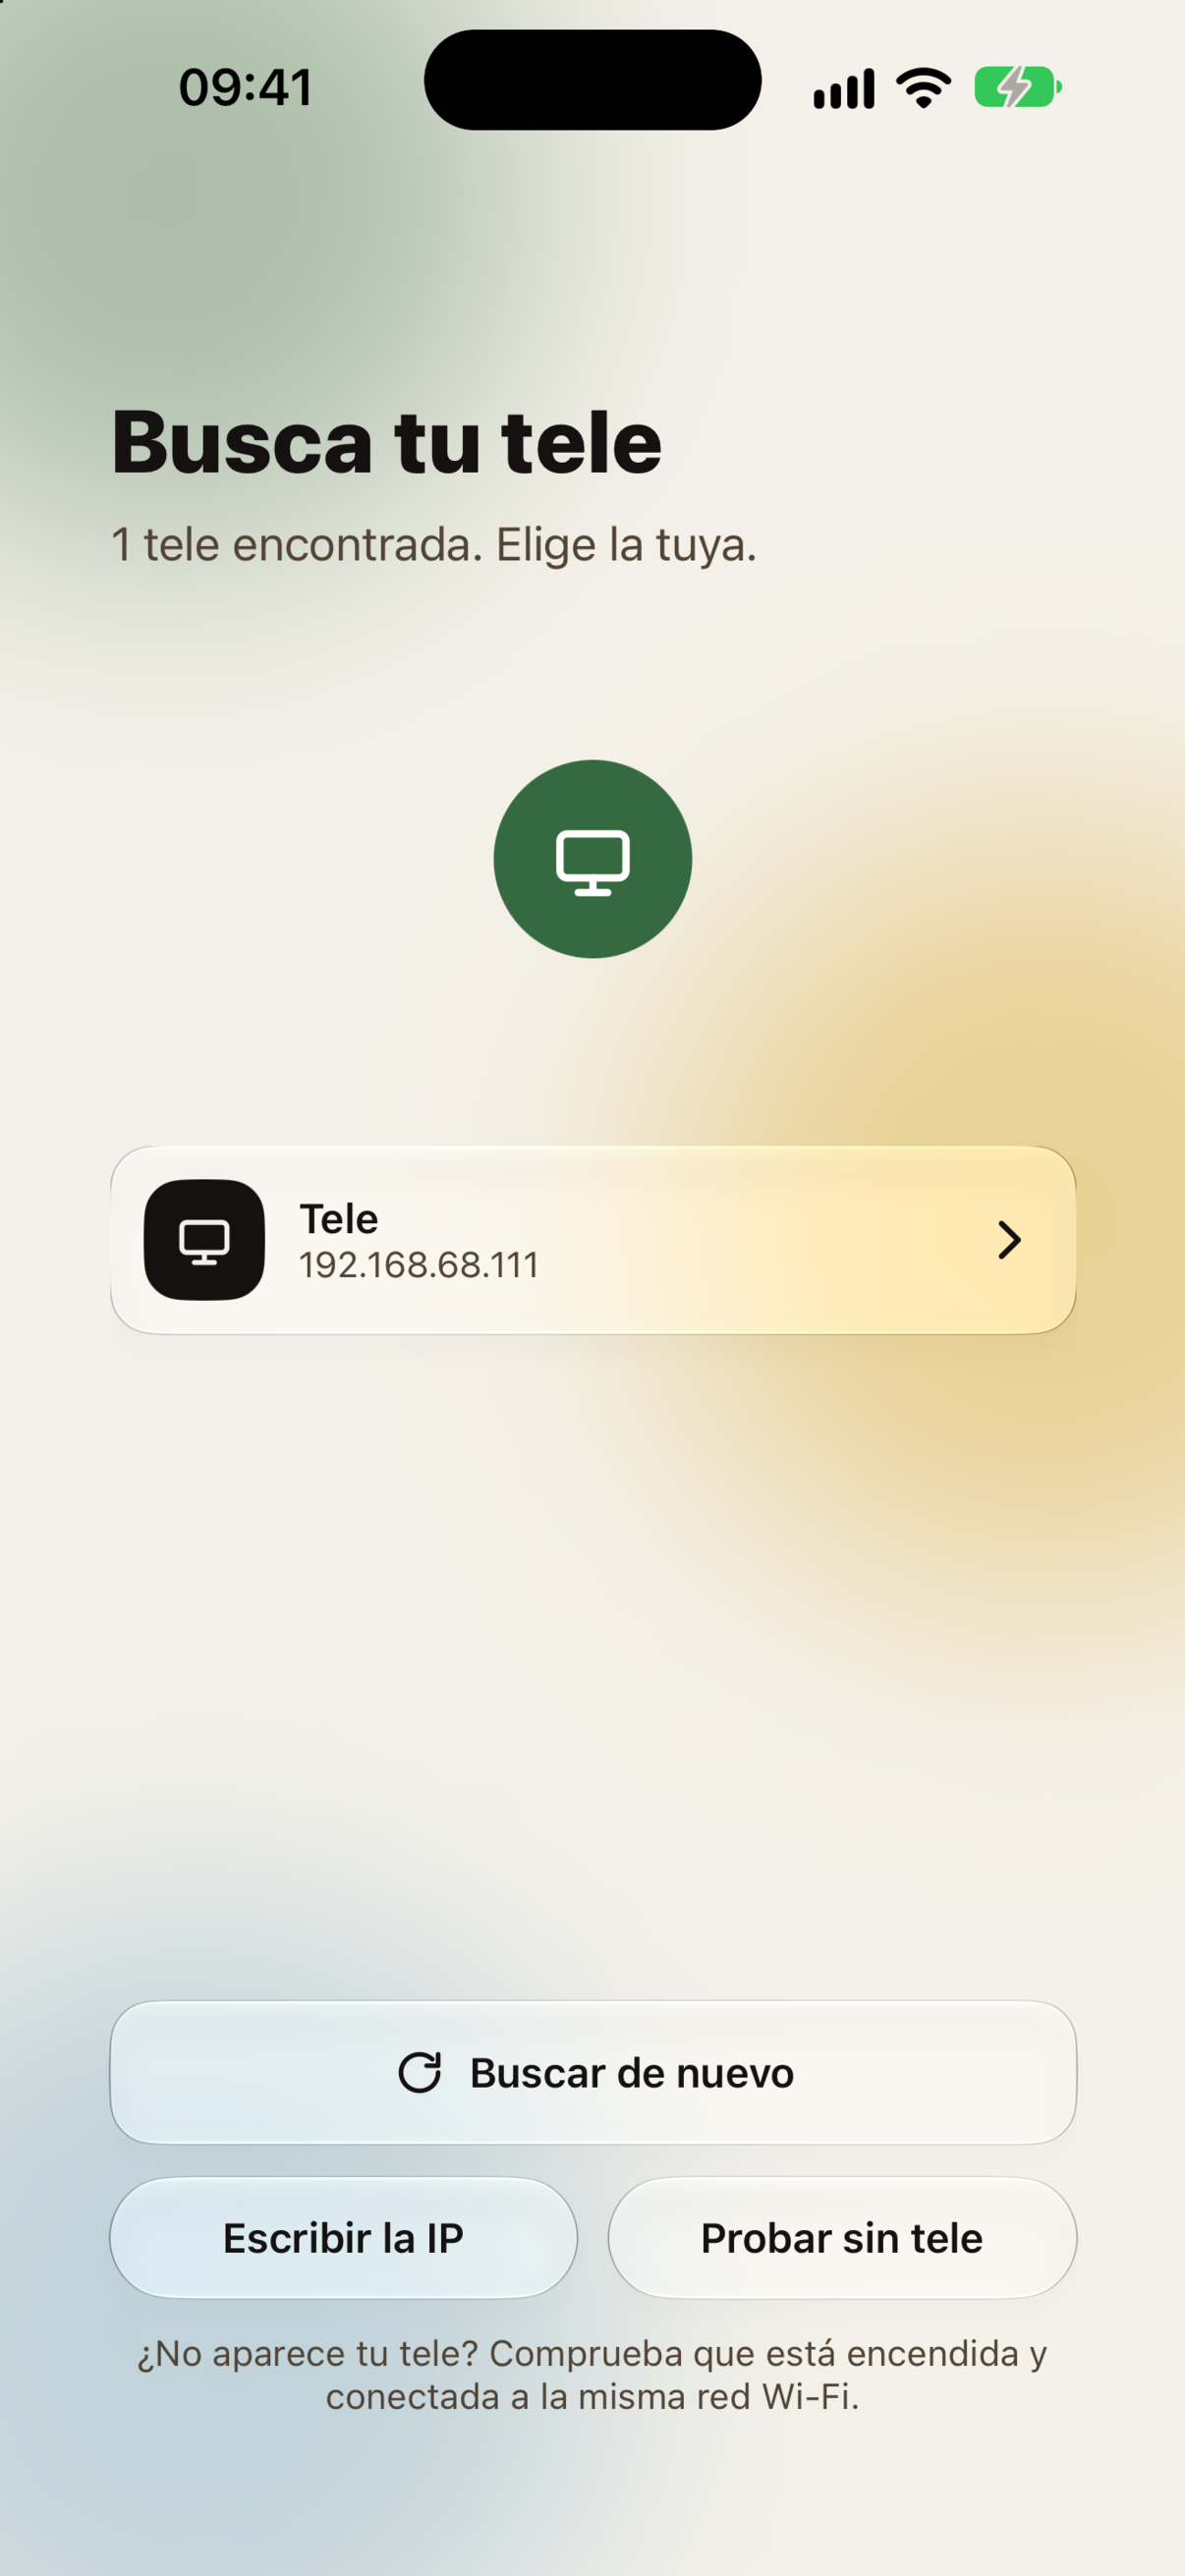 09:41
Busca tu tele
1 tele encontrada. Elige la tuya.
Tele
192.168.68.111
Buscar de nuevo
Escribir la IP
Probar sin tele
¿No aparece tu tele? Comprueba que está encendida y
conectada a la misma red Wi-Fi.